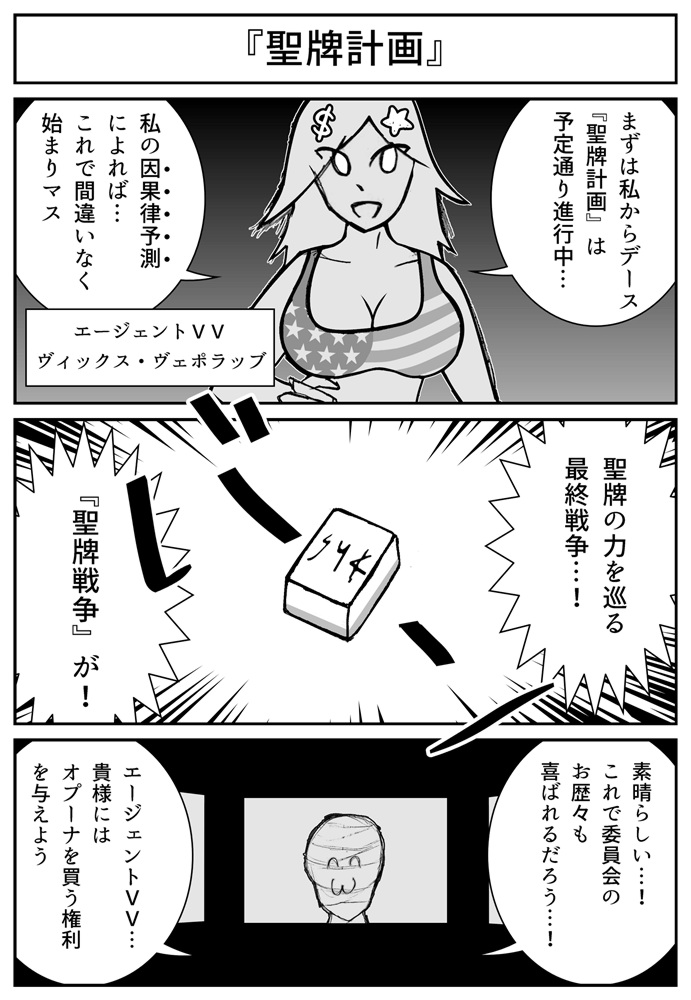 『聖牌計画』
まずは私からデース
『聖牌計画』は
予定通り進行中…
私の因果律予測
によれば…
これで間違いなく
始まりマス
エージェントＶＶ
ヴィックス・ヴェポラップ
聖牌の力を巡る
最終戦争…！
『聖牌戦争』が！
素晴らしい…！
これで委員会の
お歴々も
喜ばれるだろう…！
エージェントＶＶ…
貴様には
オプーナを買う権利
を与えよう